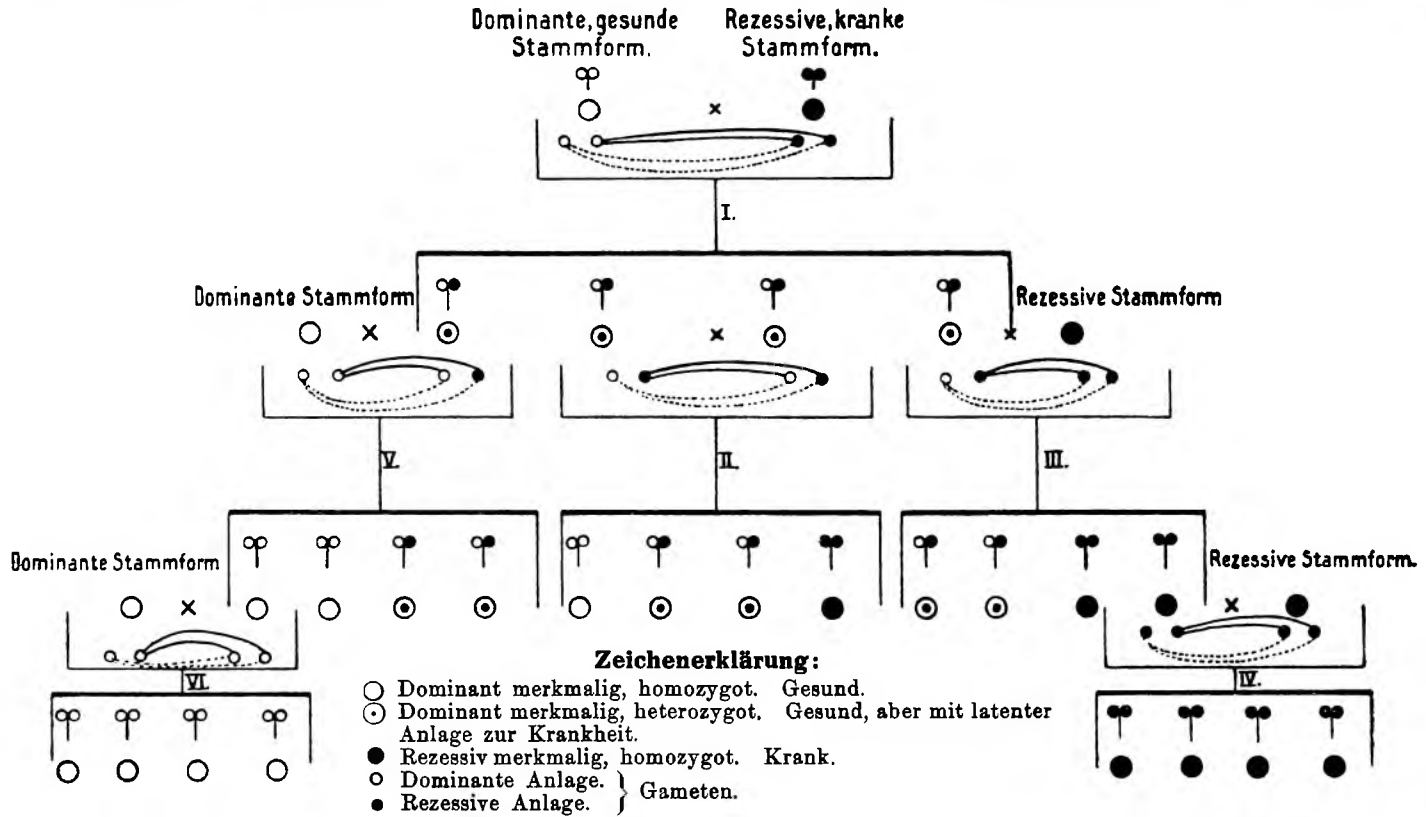 Dominante, gesunde
Stammform.
Rezessive, kranke
Stammform.
×
I.
Dominante Stammform
Rezessive Stammform
×
×
×
V.
II.
III.
Dominante Stammform
Rezessive Stammform.
×
×
VI.
IV.
Zeichenerklärung:
Dominant merkmalig, homozygot. Gesund.
Dominant merkmalig, heterozygot. Gesund, aber mit latenter
Anlage zur Krankheit.
Rezessiv merkmalig, homozygot. Krank.
Dominante Anlage.
Rezessive Anlage.
} Gameten.